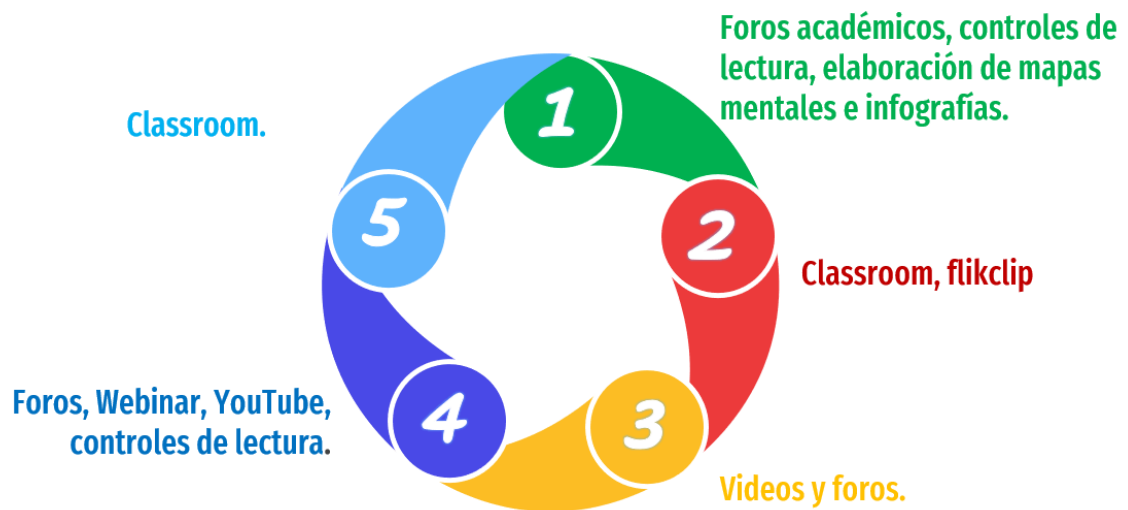 1
Foros académicos, controles de
lectura, elaboración de mapas
mentales e infografías.
2
Classroom, flikclip
3
Videos y foros.
4
Foros, Webinar, YouTube,
controles de lectura.
5
Classroom.